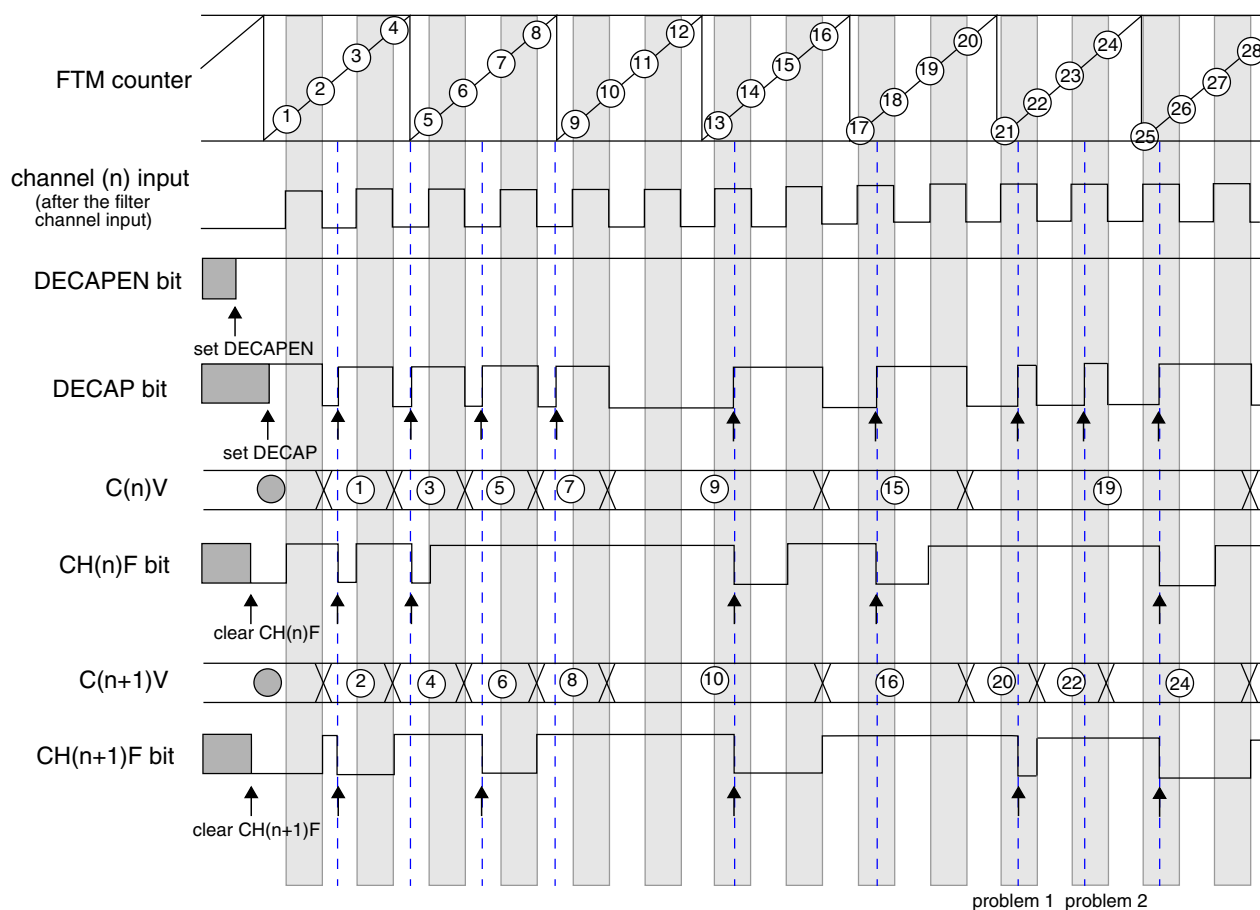 4 8 12 16 20 24 28
3 7 11 15 19 23 27
2 6 10 14 18 22 26
1 5 9 13 17 21 25
FTM counter
channel (n) input
(after the filter
channel input)
DECAPEN bit
set DECAPEN
DECAP bit
set DECAP
C(n)V 1 3 5 7 9 15 19
CH(n)F bit
clear CH(n)F
C(n+1)V 2 4 6 8 10 16 20 22 24
CH(n+1)F bit
clear CH(n+1)F
problem 1 problem 2